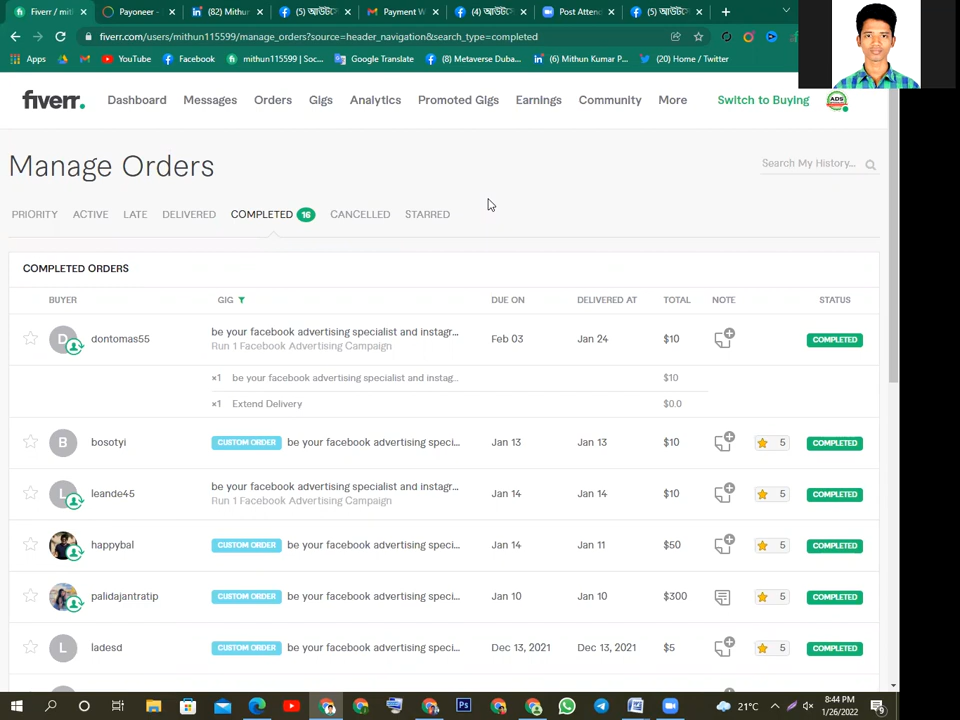 Fiverr / mith
Payoneer -
(82) Mithun
(5) আউট
Payment W
(4) আউট
Post Attend
(5) আউট
fiverr.com/users/mithun115599/manage_orders?source=header_navigation&search_type=completed
Apps YouTube Facebook mithun115599 | Soc... Google Translate (8) Metaverse Duba... (6) Mithun Kumar P... (20) Home / Twitter
fiverr. Dashboard Messages Orders Gigs Analytics Promoted Gigs Earnings Community More Switch to Buying ADS
Manage Orders Search My History...
PRIORITY ACTIVE LATE DELIVERED COMPLETED 16 CANCELLED STARRED
COMPLETED ORDERS
BUYER GIG DUE ON DELIVERED AT TOTAL NOTE STATUS
D dontomas55 be your facebook advertising specialist and instagr... Feb 03 Jan 24 $10 COMPLETED
Run 1 Facebook Advertising Campaign
×1 be your facebook advertising specialist and instag... $10
×1 Extend Delivery $0.0
B bosotyi CUSTOM ORDER be your facebook advertising speci... Jan 13 Jan 13 $10 5 COMPLETED
L leande45 be your facebook advertising specialist and instagr... Jan 14 Jan 14 $10 5 COMPLETED
Run 1 Facebook Advertising Campaign
happybal CUSTOM ORDER be your facebook advertising speci... Jan 14 Jan 11 $50 5 COMPLETED
palidajantratip CUSTOM ORDER be your facebook advertising speci... Jan 10 Jan 10 $300 5 COMPLETED
L ladesd CUSTOM ORDER be your facebook advertising speci... Dec 13, 2021 Dec 13, 2021 $5 5 COMPLETED
21°C 8:44 PM
1/26/2022